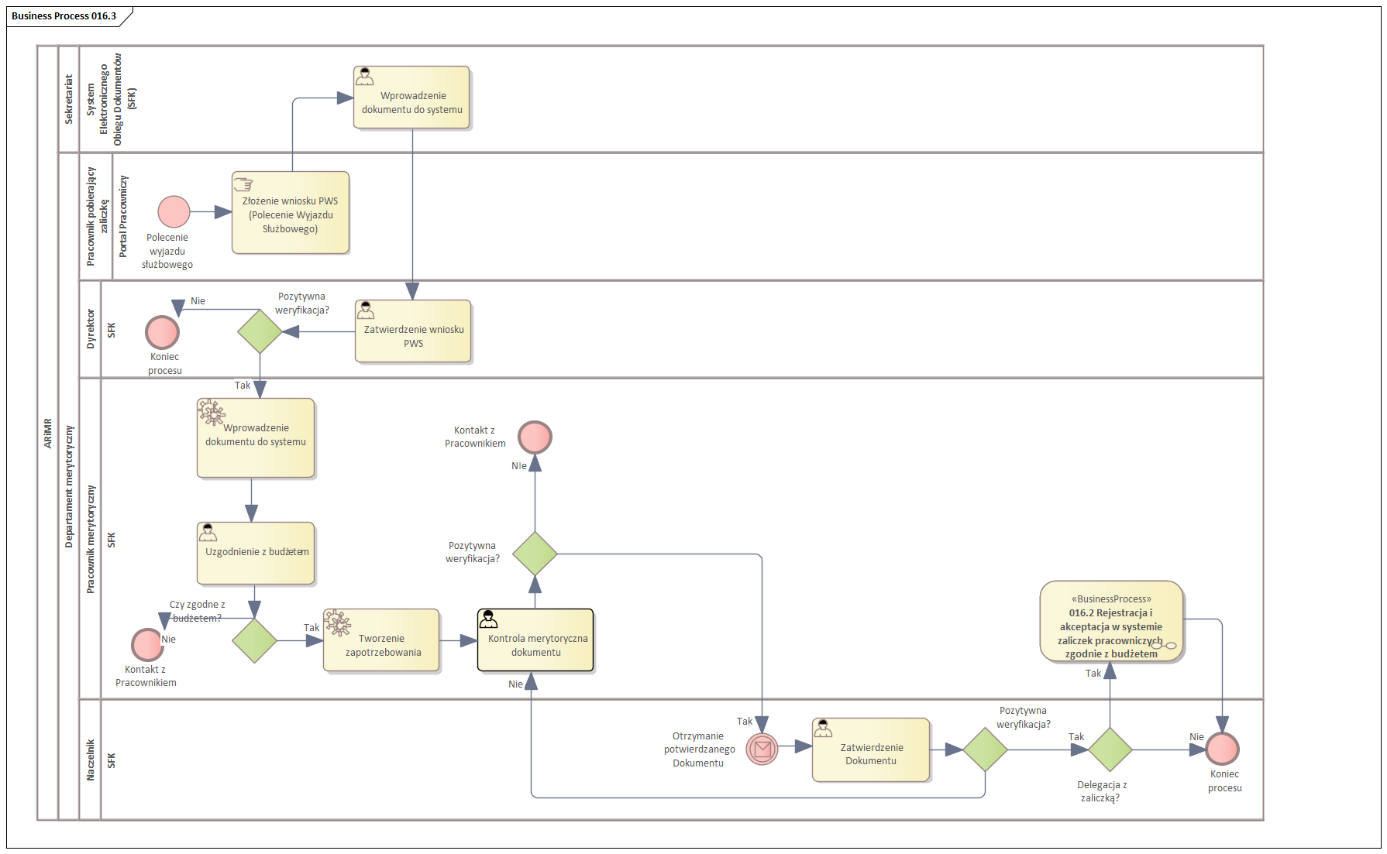 Business Process 016.3
ARiMR
Sekretariat
System
Elektronicznego
Obiegu Dokumentów
(SFK)
Wprowadzenie
dokumentu do systemu
Departament merytoryczny
Pracownik pobierający
zaliczkę
Portal Pracowniczy
Polecenie
wyjazdu
służbowego
Złożenie wniosku PWS
(Polecenie Wyjazdu
Służbowego)
Dyrektor
SFK
Nie
Koniec
procesu
Pozytywna
weryfikacja?
Zatwierdzenie wniosku
PWS
Tak
Pracownik merytoryczny
SFK
Wprowadzenie
dokumentu do systemu
Uzgodnienie z budżetem
Czy zgodne z
budżetem?
Nie
Kontakt z
Pracownikiem
Tak
Tworzenie
zapotrzebowania
Kontrola merytoryczna
dokumentu
Pozytywna
weryfikacja?
NIe
Kontakt z
Pracownikiem
«BusinessProcess»
016.2 Rejestracja i
akceptacja w systemie
zaliczek pracowniczych
zgodnie z budżetem
Tak
Nie
Naczelnik
SFK
Tak
Otrzymanie
potwierdzanego
Dokumentu
Zatwierdzenie
Dokumentu
Pozytywna
weryfikacja?
Tak
Delegacja z
zaliczką?
Nie
Koniec
procesu